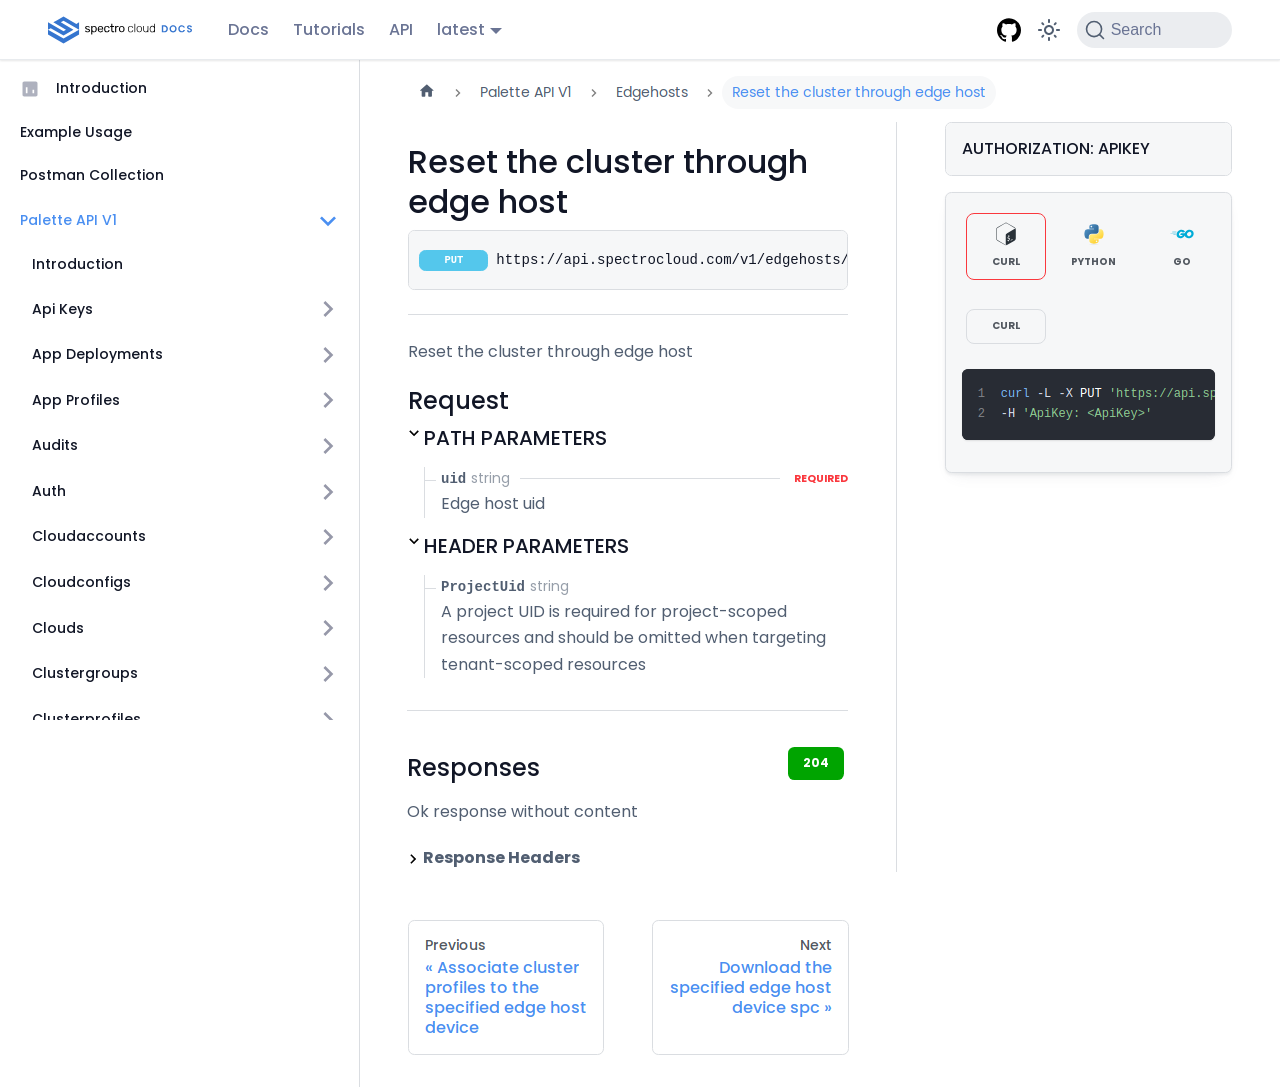 spectro cloud DOCS
Docs
Tutorials
API
latest
Search
Introduction
Example Usage
Postman Collection
Palette API V1
Introduction
Api Keys
App Deployments
App Profiles
Audits
Auth
Cloudaccounts
Cloudconfigs
Clouds
Clustergroups
Clusterprofiles
Palette API V1
Edgehosts
Reset the cluster through edge host
Reset the cluster through
edge host
PUT https://api.spectrocloud.com/v1/edgehosts/
Reset the cluster through edge host
Request
PATH PARAMETERS
uid string REQUIRED
Edge host uid
HEADER PARAMETERS
ProjectUid string
A project UID is required for project-scoped
resources and should be omitted when targeting
tenant-scoped resources
Responses
204
Ok response without content
Response Headers
Previous
« Associate cluster
profiles to the
specified edge host
device
Next
Download the
specified edge host
device spc »
AUTHORIZATION: APIKEY
CURL
PYTHON
GO
CURL
1 curl -L -X PUT 'https://api.sp
2 -H 'ApiKey: <ApiKey>'